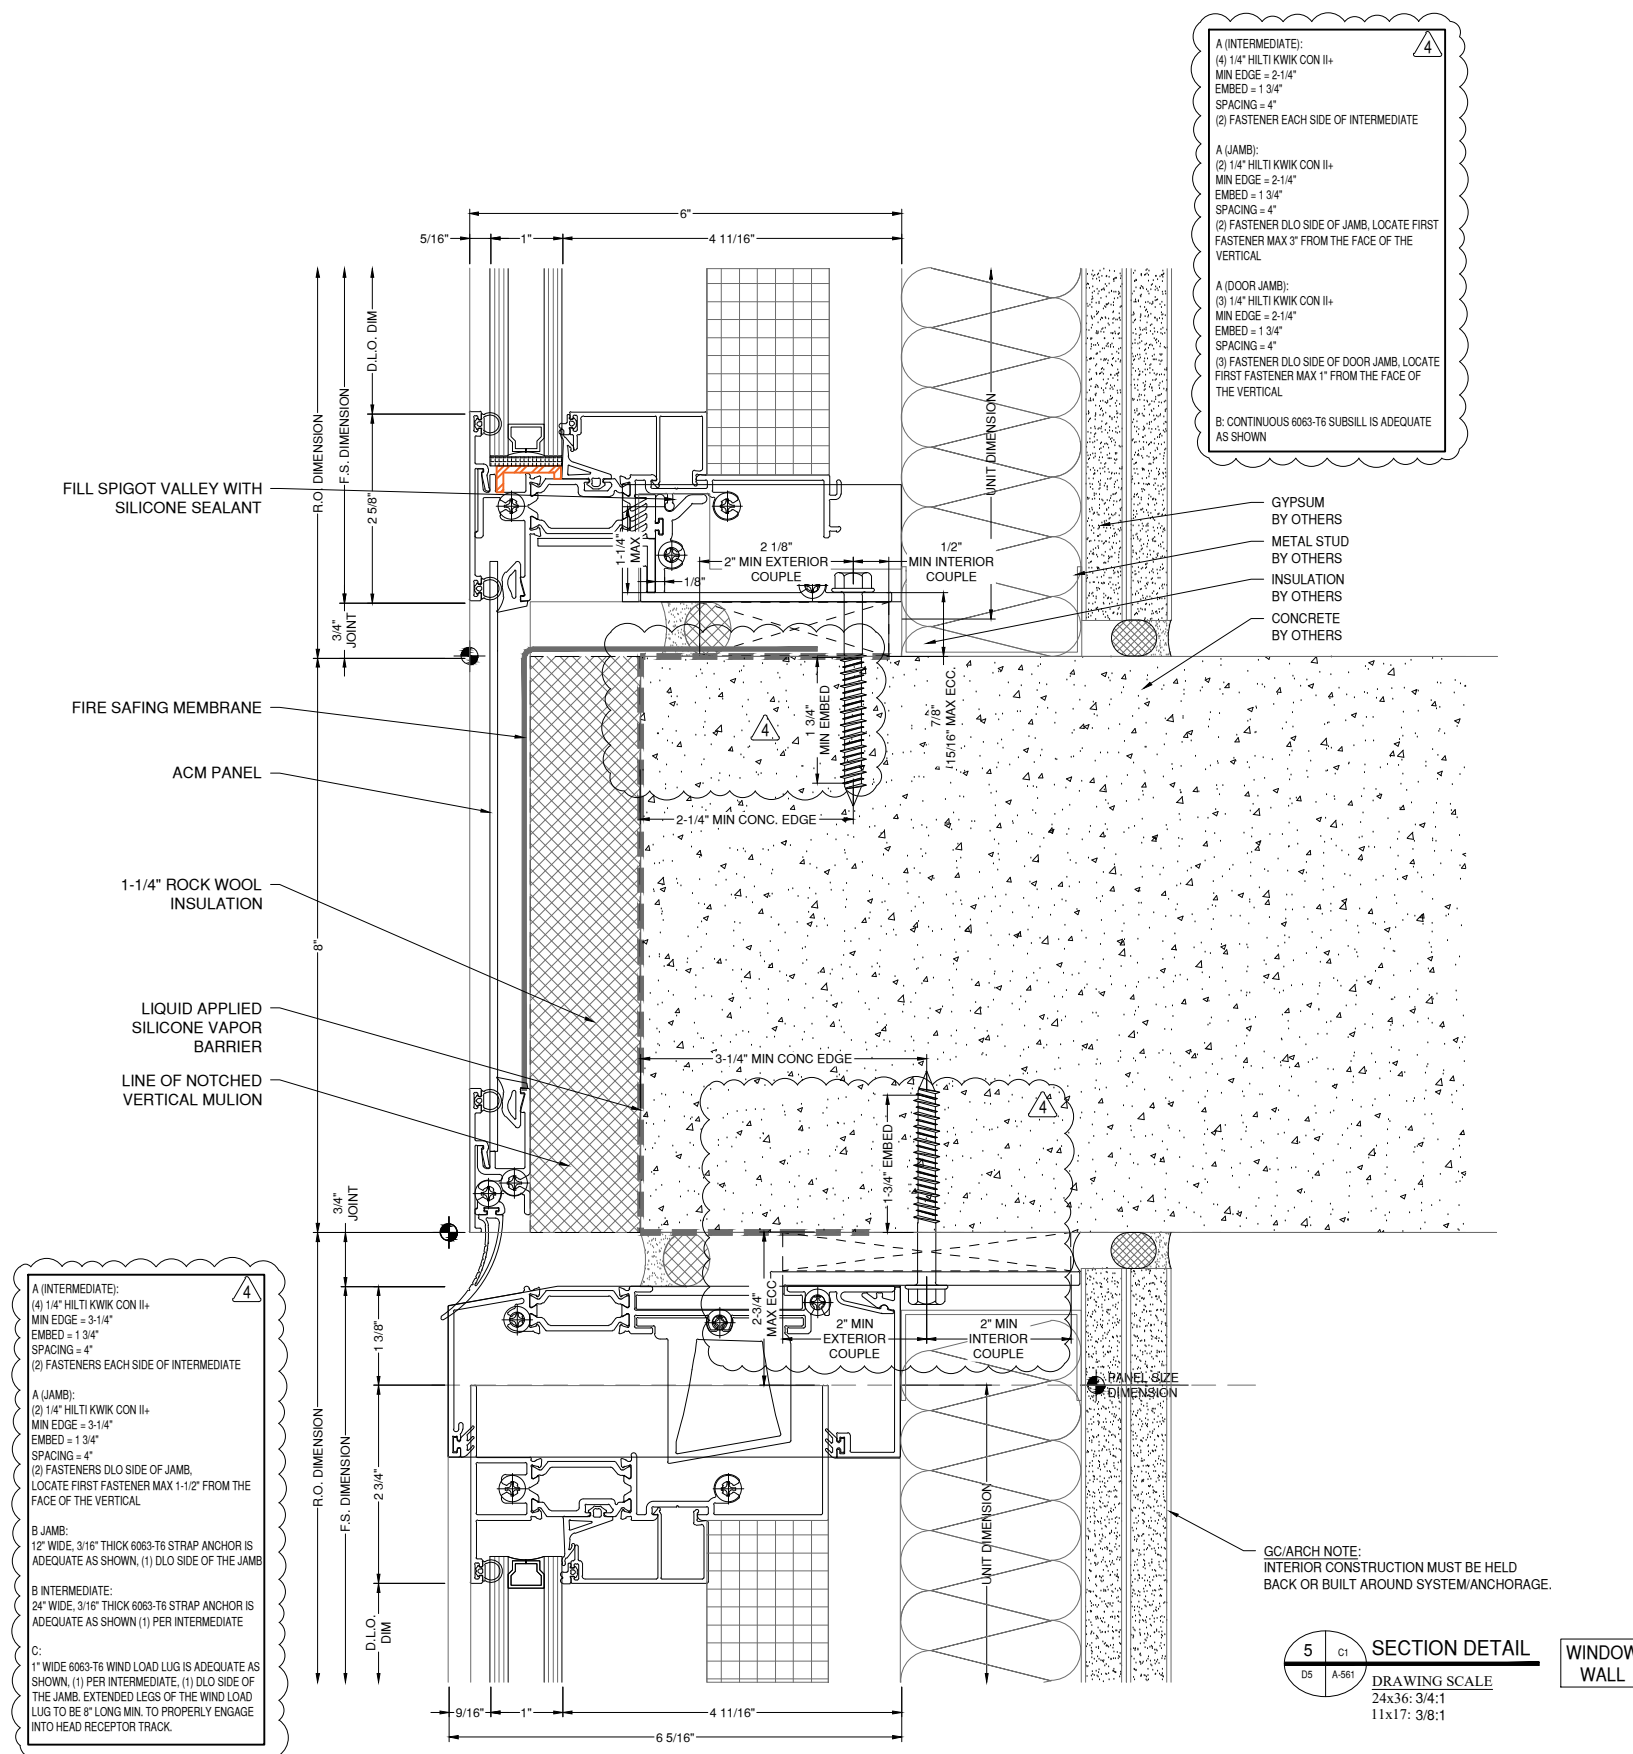 A (INTERMEDIATE):
(4) 1/4" HILTI KWIK CON II+
MIN EDGE = 2-1/4"
EMBED = 1 3/4"
SPACING = 4"
(2) FASTENER EACH SIDE OF INTERMEDIATE
4
A (JAMB):
(2) 1/4" HILTI KWIK CON II+
MIN EDGE = 2-1/4"
EMBED = 1 3/4"
SPACING = 4"
(2) FASTENER DLO SIDE OF JAMB, LOCATE FIRST
FASTENER MAX 3" FROM THE FACE OF THE
VERTICAL
A (DOOR JAMB):
(3) 1/4" HILTI KWIK CON II+
MIN EDGE = 2-1/4"
EMBED = 1 3/4"
SPACING = 4"
(3) FASTENER DLO SIDE OF DOOR JAMB, LOCATE
FIRST FASTENER MAX 1" FROM THE FACE OF
THE VERTICAL
B: CONTINUOUS 6063-T6 SUBSILL IS ADEQUATE
AS SHOWN
6"
5/16"
1"
4 11/16"
R.O. DIMENSION
F.S. DIMENSION
D.L.O. DIM
2 5/8"
UNIT DIMENSION
FILL SPIGOT VALLEY WITH
SILICONE SEALANT
1-1/4"
MAX
1/8"
2 1/8"
2" MIN EXTERIOR
COUPLE
1/2"
MIN INTERIOR
COUPLE
GYPSUM
BY OTHERS
METAL STUD
BY OTHERS
INSULATION
BY OTHERS
CONCRETE
BY OTHERS
3/4"
JOINT
FIRE SAFING MEMBRANE
4
1 3/4"
MIN EMBED
7/8"
15/16" MAX ECC.
ACM PANEL
2-1/4" MIN CONC. EDGE
1-1/4" ROCK WOOL
INSULATION
8"
LIQUID APPLIED
SILICONE VAPOR
BARRIER
LINE OF NOTCHED
VERTICAL MULION
3-1/4" MIN CONC EDGE
4
1-3/4" EMBED
3/4"
JOINT
2-3/4"
MAX ECC
2" MIN
EXTERIOR
COUPLE
2" MIN
INTERIOR
COUPLE
1 3/8"
PANEL SIZE
DIMENSION
R.O. DIMENSION
F.S. DIMENSION
2 3/4"
D.L.O.
DIM
UNIT DIMENSION
A (INTERMEDIATE):
(4) 1/4" HILTI KWIK CON II+
MIN EDGE = 3-1/4"
EMBED = 1 3/4"
SPACING = 4"
(2) FASTENERS EACH SIDE OF INTERMEDIATE
4
A (JAMB):
(2) 1/4" HILTI KWIK CON II+
MIN EDGE = 3-1/4"
EMBED = 1 3/4"
SPACING = 4"
(2) FASTENERS DLO SIDE OF JAMB,
LOCATE FIRST FASTENER MAX 1-1/2" FROM THE
FACE OF THE VERTICAL
B JAMB:
12" WIDE, 3/16" THICK 6063-T6 STRAP ANCHOR IS
ADEQUATE AS SHOWN, (1) DLO SIDE OF THE JAMB
B INTERMEDIATE:
24" WIDE, 3/16" THICK 6063-T6 STRAP ANCHOR IS
ADEQUATE AS SHOWN (1) PER INTERMEDIATE
C:
1" WIDE 6063-T6 WIND LOAD LUG IS ADEQUATE AS
SHOWN, (1) PER INTERMEDIATE, (1) DLO SIDE OF
THE JAMB. EXTENDED LEGS OF THE WIND LOAD
LUG TO BE 8" LONG MIN. TO PROPERLY ENGAGE
INTO HEAD RECEPTOR TRACK.
9/16"
1"
4 11/16"
6 5/16"
GC/ARCH NOTE:
INTERIOR CONSTRUCTION MUST BE HELD
BACK OR BUILT AROUND SYSTEM/ANCHORAGE.
5
C1
D5
A-561
SECTION DETAIL
DRAWING SCALE
24x36: 3/4:1
11x17: 3/8:1
WINDOW
WALL